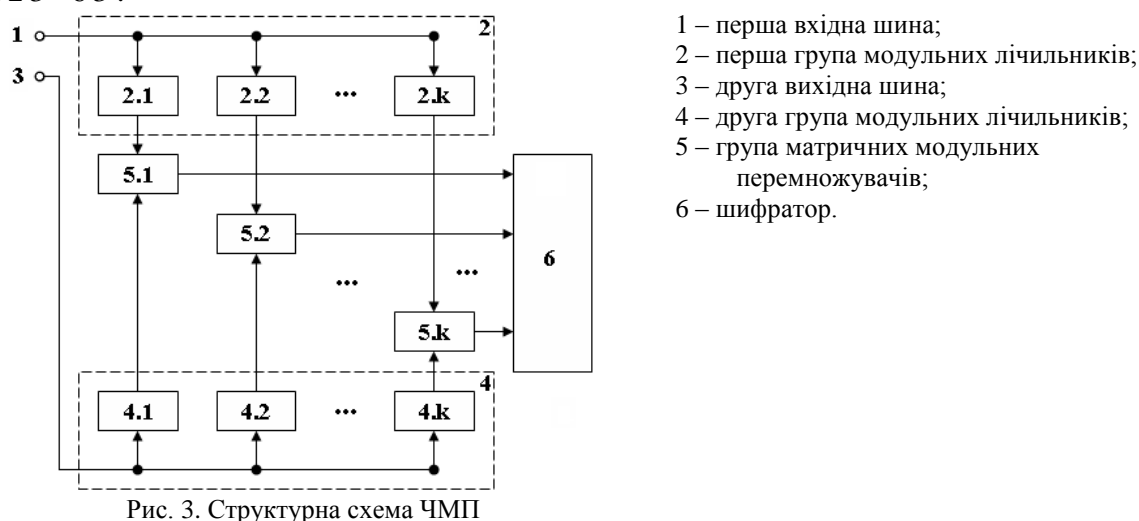 1
2
3
2.1 2.2 ••• 2.k
5.1
5.2
6
••• •••
5.k
4
4.1 4.2 ••• 4.k
Рис. 3. Структурна схема ЧМП
1 – перша вхідна шина;
2 – перша група модульних лічильників;
3 – друга вихідна шина;
4 – друга група модульних лічильників;
5 – група матричних модульних
перемножувачів;
6 – шифратор.